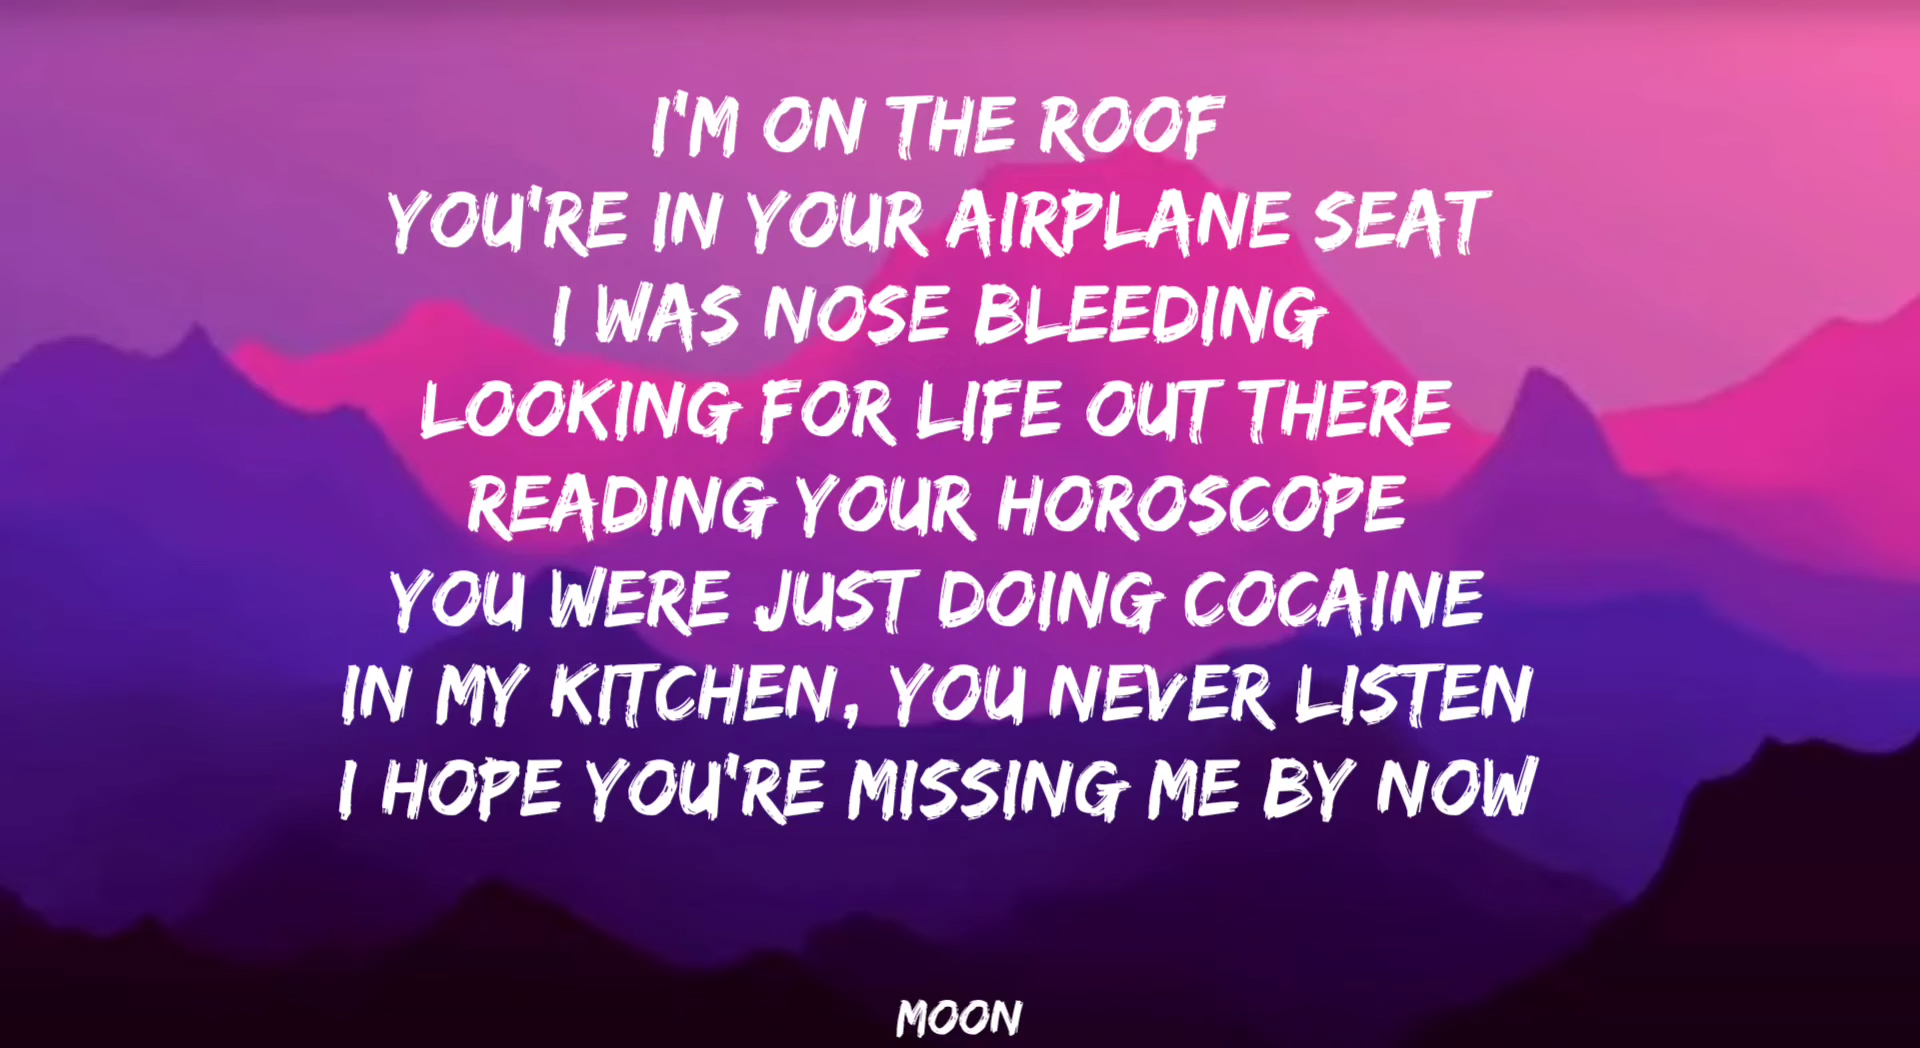 I'M ON THE ROOF
YOU'RE IN YOUR AIRPLANE SEAT
I WAS NOSE BLEEDING
LOOKING FOR LIFE OUT THERE
READING YOUR HOROSCOPE
YOU WERE JUST DOING COCAINE
IN MY KITCHEN, YOU NEVER LISTEN
I HOPE YOU'RE MISSING ME BY NOW
MOON